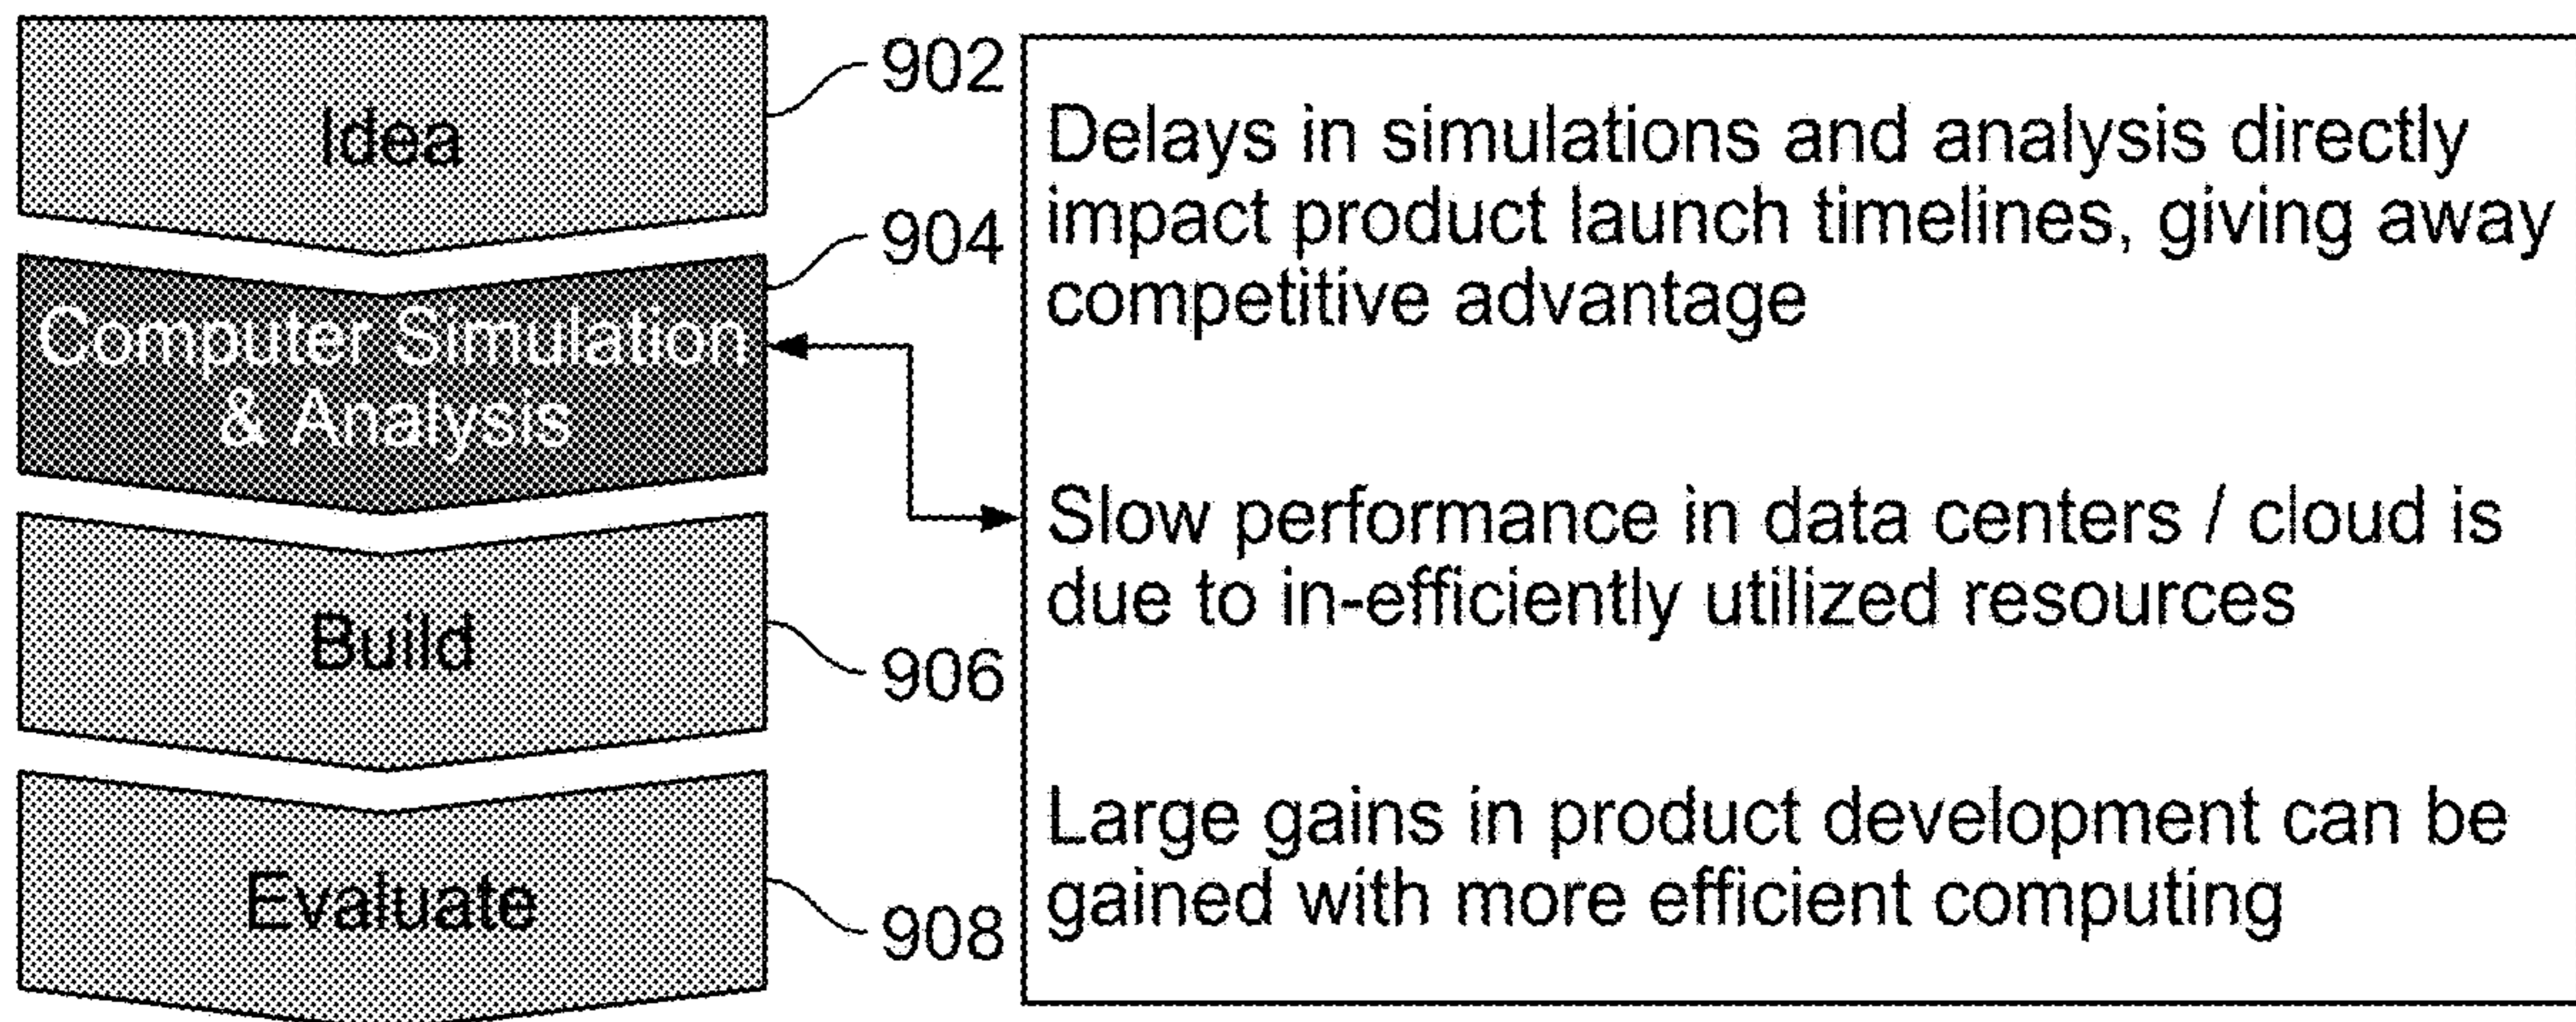 Idea
902
Computer Simulation
& Analysis
904
Build
906
Evaluate
908
Delays in simulations and analysis directly
impact product launch timelines, giving away
competitive advantage
Slow performance in data centers / cloud is
due to in-efficiently utilized resources
Large gains in product development can be
gained with more efficient computing